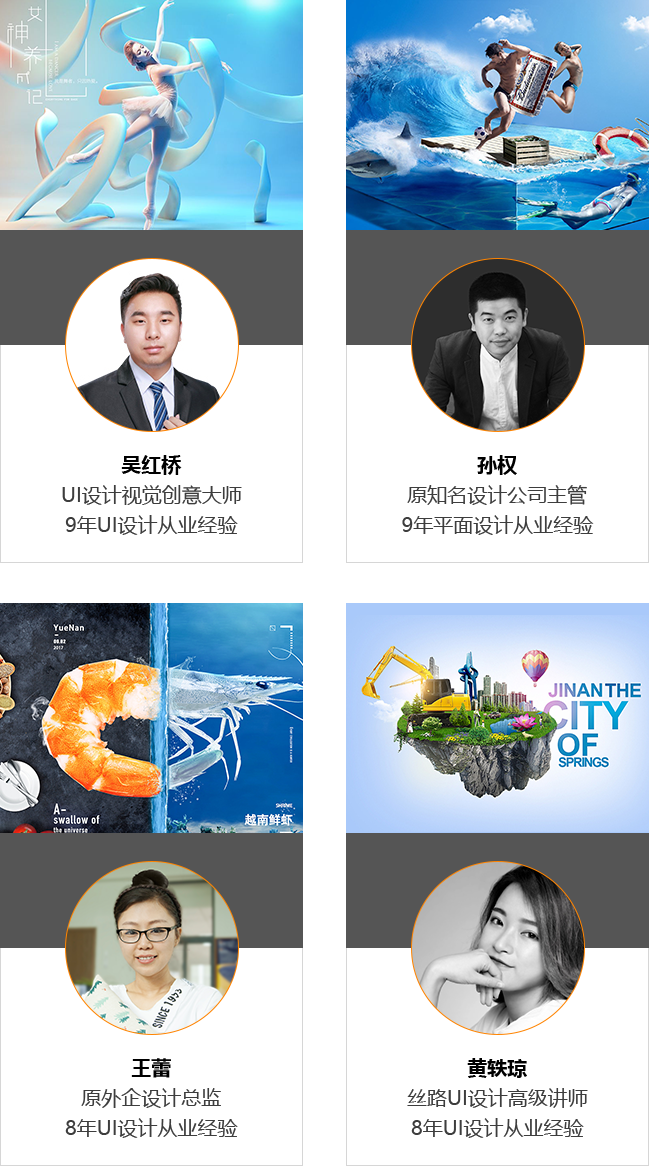 女神养成记
吴红桥
UI设计视觉创意大师
9年UI设计从业经验
孙权
原知名设计公司主管
9年平面设计从业经验
YueNan
09.02
2017
A-
swallow of
the universe
SHRIMP
越南鲜虾
JINAN THE
CITY
OF
SPRINGS
SINCE 1993
王蕾
原外企设计总监
8年UI设计从业经验
黄轶琼
丝路UI设计高级讲师
8年UI设计从业经验